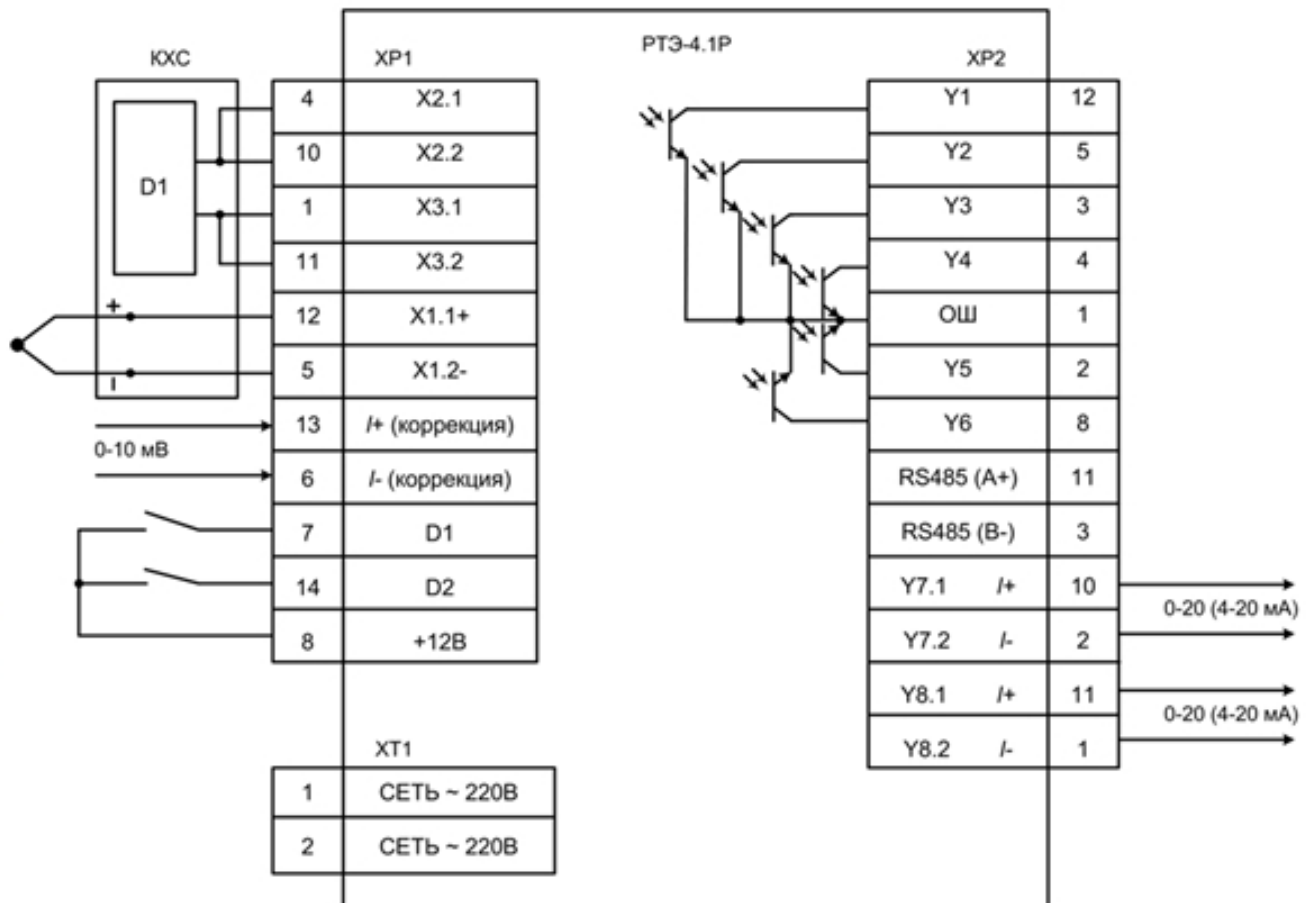 РТЭ-4.1Р
КХС
ХР1
4 Х2.1
10 Х2.2
1 Х3.1
11 Х3.2
12 Х1.1+
5 Х1.2-
13 I+ (коррекция)
6 I- (коррекция)
7 D1
14 D2
8 +12В
D1
+
-
0-10 мВ
ХТ1
1 СЕТЬ ~ 220В
2 СЕТЬ ~ 220В
ХР2
Y1 12
Y2 5
Y3 3
Y4 4
ОШ 1
Y5 2
Y6 8
RS485 (А+) 11
RS485 (В-) 3
Y7.1 I+ 10
Y7.2 I- 2
Y8.1 I+ 11
Y8.2 I- 1
0-20 (4-20 мА)
0-20 (4-20 мА)